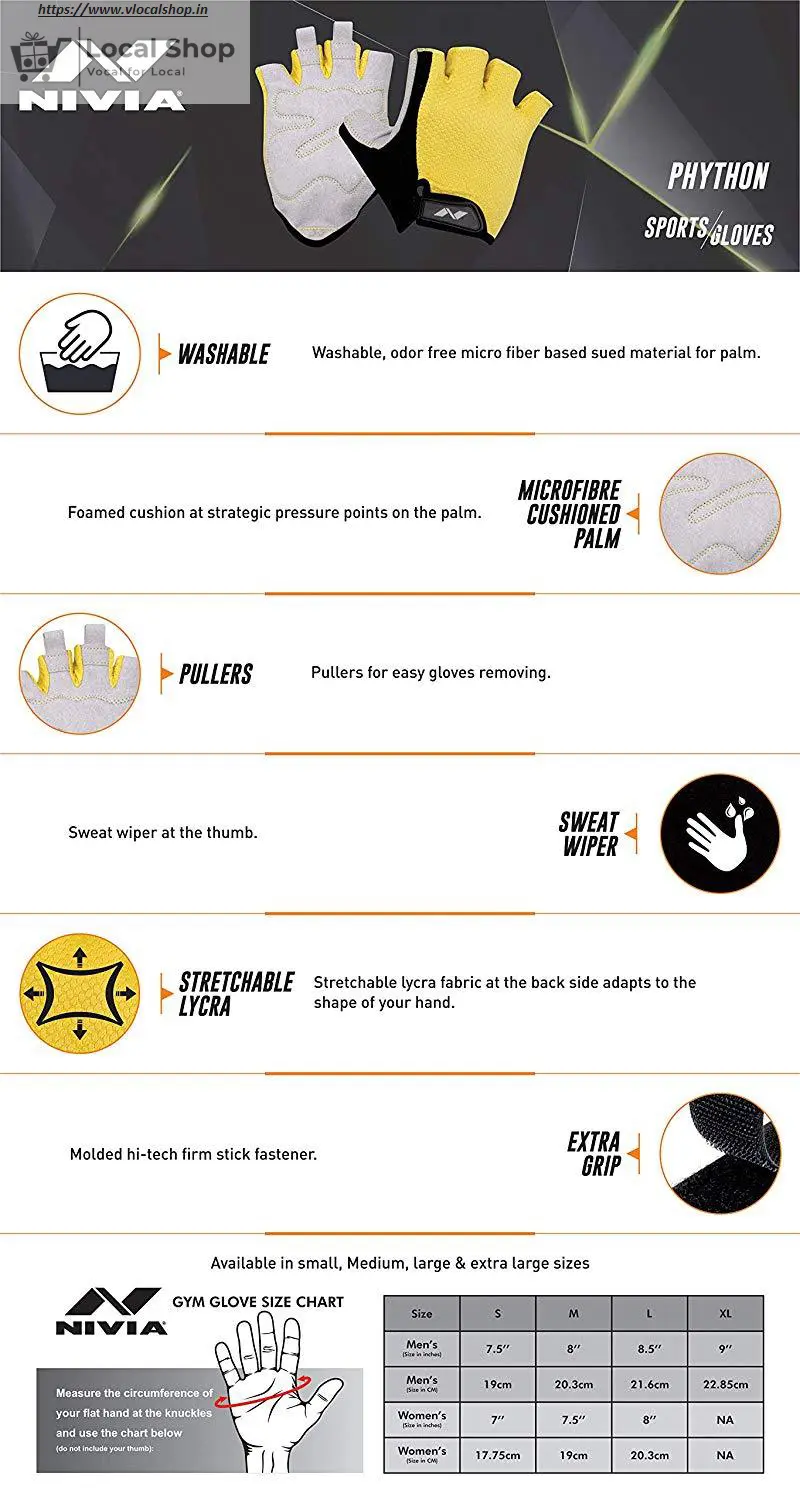 https://www.vlocalshop.in
Local Shop
Vocal for Local
NIVIA
PHYTHON
SPORTS/GLOVES
WASHABLE
Washable, odor free micro fiber based sued material for palm.
Foamed cushion at strategic pressure points on the palm.
MICROFIBRE
CUSHIONED
PALM
PULLERS
Pullers for easy gloves removing.
Sweat wiper at the thumb.
SWEAT
WIPER
STRETCHABLE
LYCRA
Stretchable lycra fabric at the back side adapts to the
shape of your hand.
Molded hi-tech firm stick fastener.
EXTRA
GRIP
Available in small, Medium, large & extra large sizes
NIVIA
GYM GLOVE SIZE CHART
Measure the circumference of
your flat hand at the knuckles
and use the chart below
(do not include your thumb):
Size S M L XL
Men's (Size in inches) 7.5'' 8'' 8.5'' 9''
Men's (Size in CM) 19cm 20.3cm 21.6cm 22.85cm
Women's (Size in inches) 7'' 7.5'' 8'' NA
Women's (Size in CM) 17.75cm 19cm 20.3cm NA